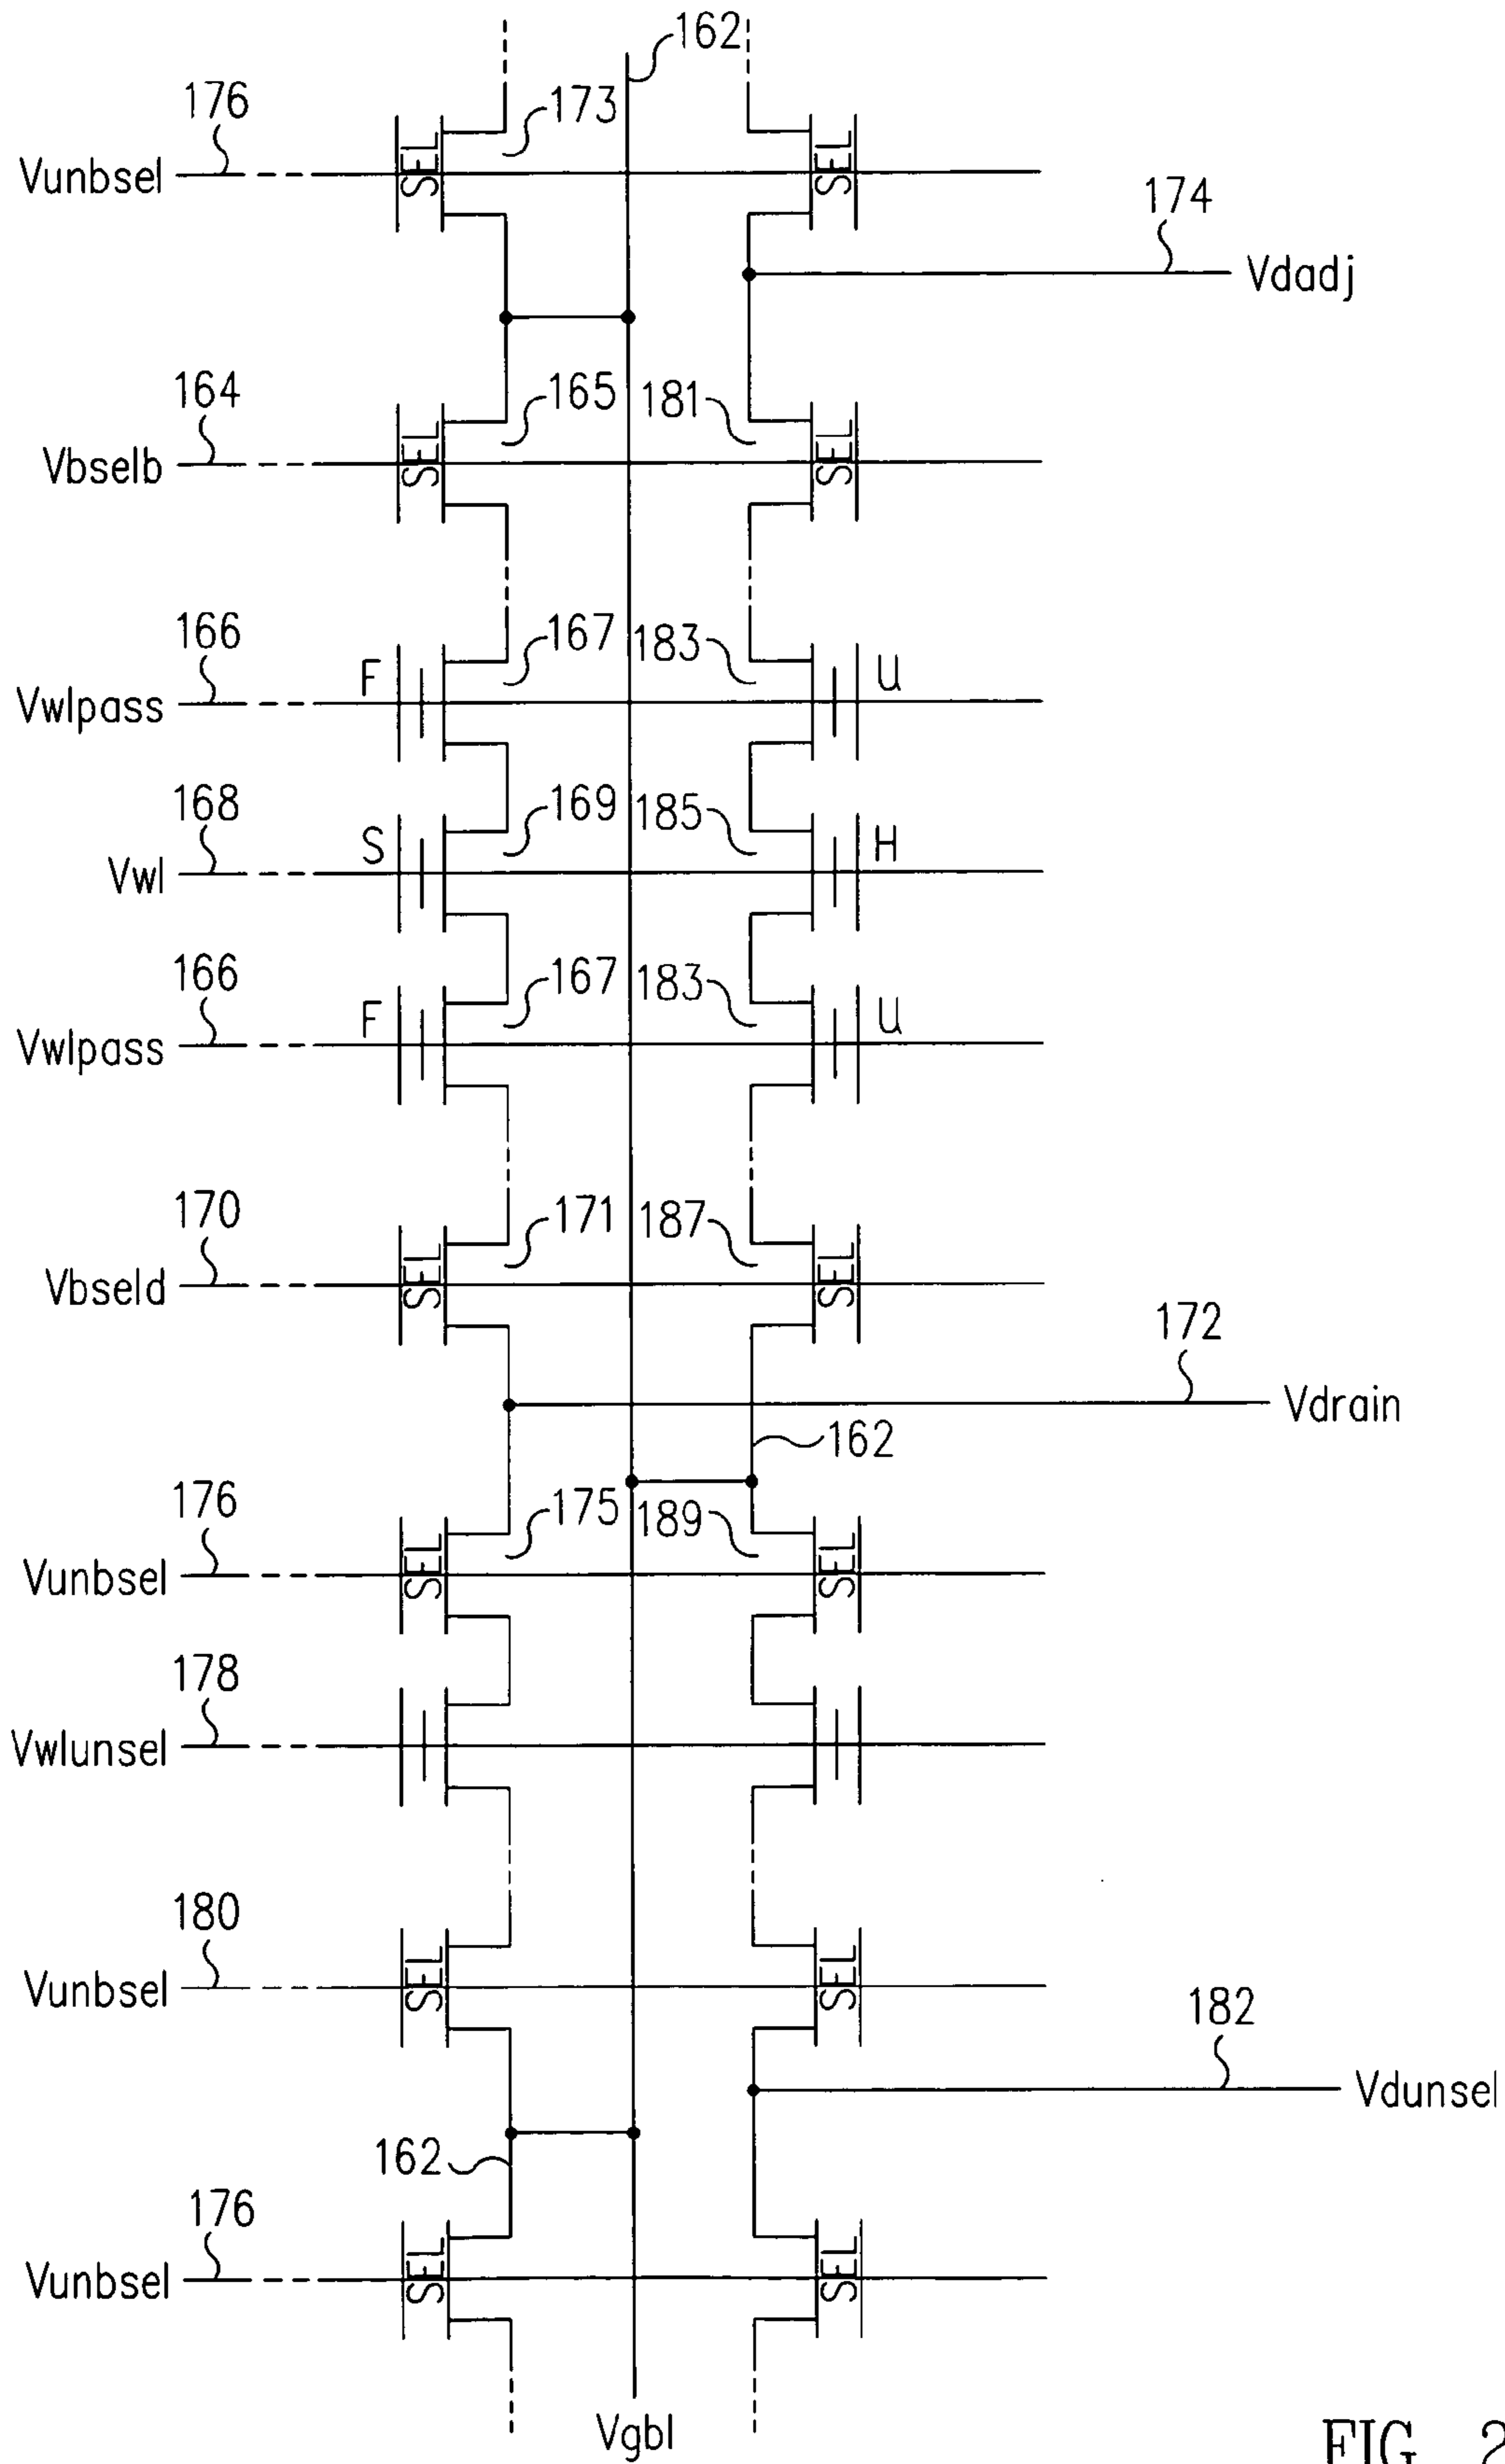 162
176
173
Vunbsel
SEL
SEL
174
Vdadj
164
165
181
Vbselb
SEL
SEL
166
167
183
F
U
Vwlpass
168
169
185
S
H
Vwl
166
167
183
F
U
Vwlpass
170
171
187
Vbseld
SEL
SEL
172
Vdrain
162
176
175
189
Vunbsel
SEL
SEL
178
Vwlunsel
180
Vunbsel
SEL
SEL
182
Vdunsel
162
176
Vunbsel
SEL
SEL
Vgbl
FIG. 2